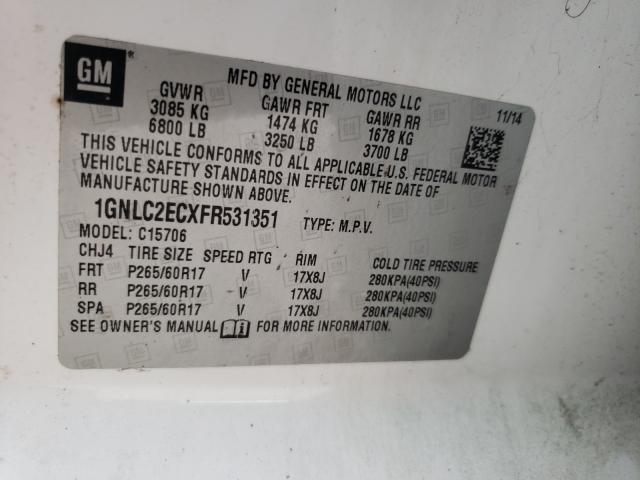 GM
MFD BY GENERAL MOTORS LLC
GVWR GAWR FRT GAWR RR 11/14
3085 KG 1474 KG 1678 KG
6800 LB 3250 LB 3700 LB
THIS VEHICLE CONFORMS TO ALL APPLICABLE U.S. FEDERAL MOTOR
VEHICLE SAFETY STANDARDS IN EFFECT ON THE DATE OF
MANUFACTURE SHOWN ABOVE.
1GNLC2ECXFR531351 TYPE: M.P.V.
MODEL: C15706
CHJ4 TIRE SIZE SPEED RTG RIM COLD TIRE PRESSURE
FRT P265/60R17 V 17X8J 280KPA(40PSI)
RR P265/60R17 V 17X8J 280KPA(40PSI)
SPA P265/60R17 V 17X8J 280KPA(40PSI)
SEE OWNER'S MANUAL FOR MORE INFORMATION.